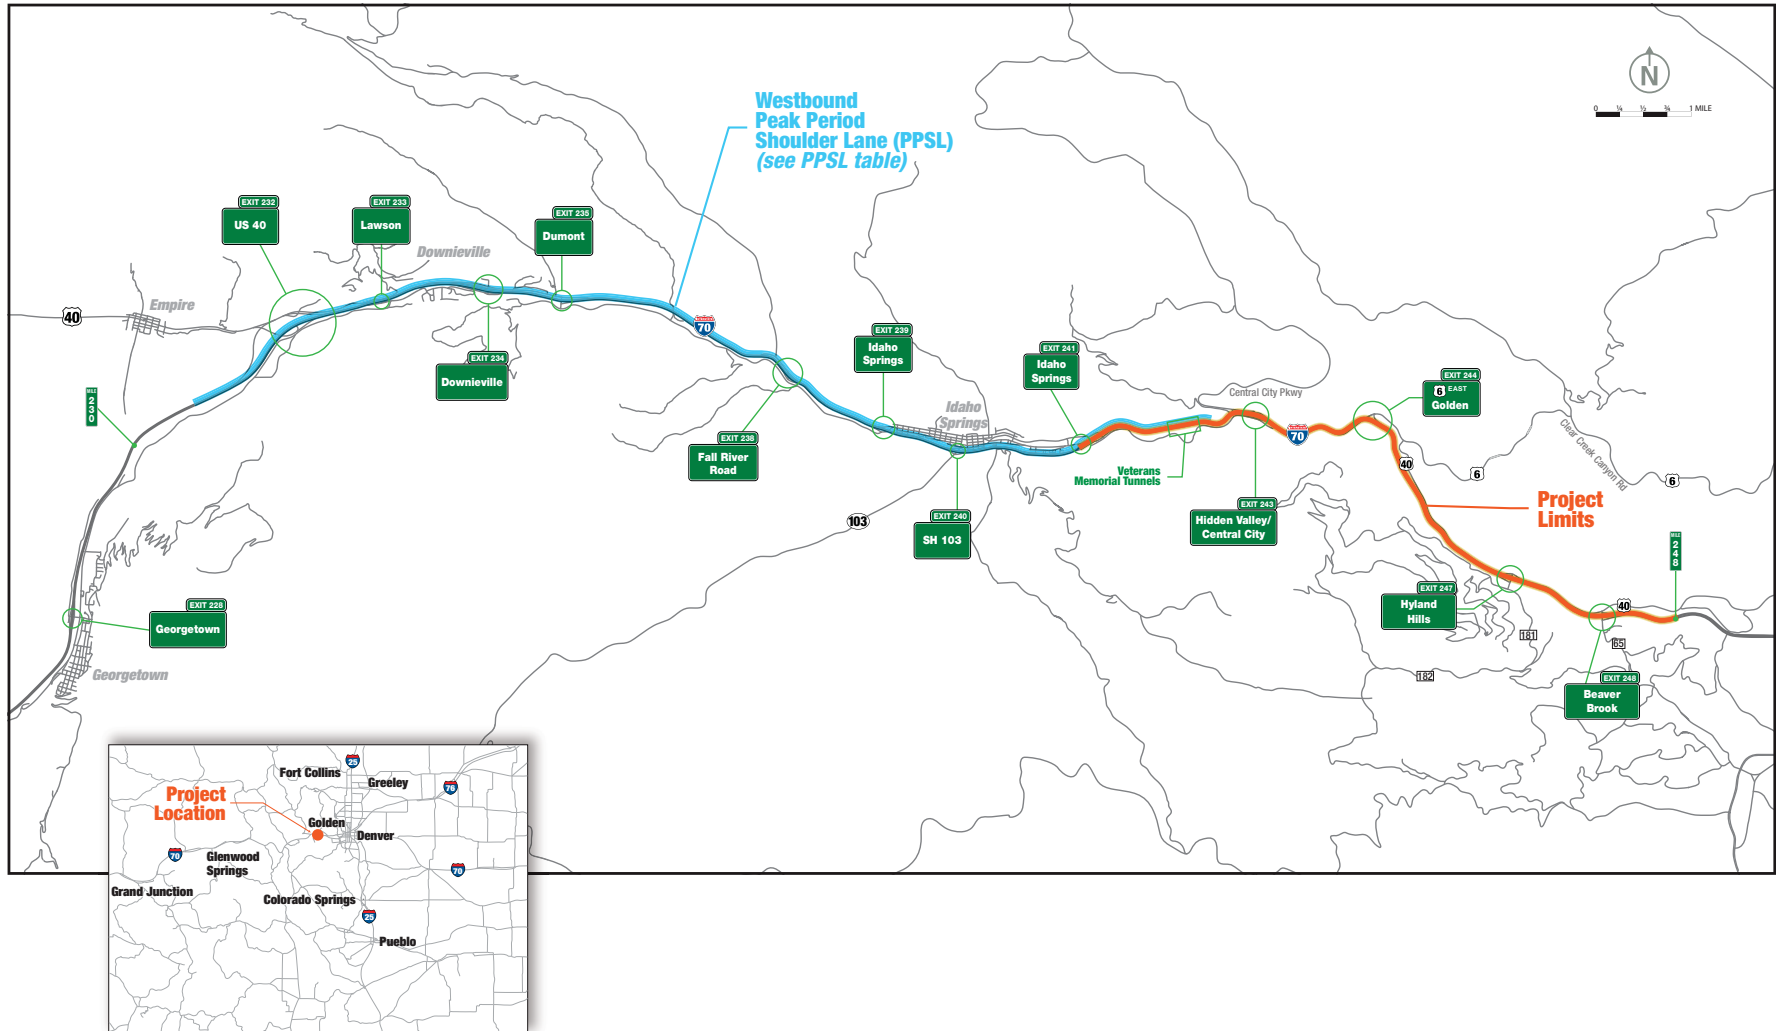 N
0 ¼ ½ ¾ 1 MILE
Westbound
Peak Period
Shoulder Lane (PPSL)
(see PPSL table)
EXIT 232
US 40
EXIT 233
Lawson
EXIT 235
Dumont
Downieville
Empire
40
EXIT 234
Downieville
MILE
2
3
0
70
EXIT 239
Idaho
Springs
EXIT 241
Idaho
Springs
Central City Pkwy
EXIT 244
6 EAST
Golden
Idaho
Springs
EXIT 238
Fall River
Road
70
40
6
Clear Creek Canyon Rd
6
Veterans
Memorial Tunnels
Project
Limits
103
EXIT 240
SH 103
EXIT 243
Hidden Valley/
Central City
MILE
2
4
8
EXIT 247
Hyland
Hills
40
181
65
182
EXIT 248
Beaver
Brook
EXIT 228
Georgetown
Georgetown
25
Fort Collins
Greeley
76
Project
Location
Golden
Denver
70
Glenwood
Springs
70
Grand Junction
Colorado Springs
25
Pueblo